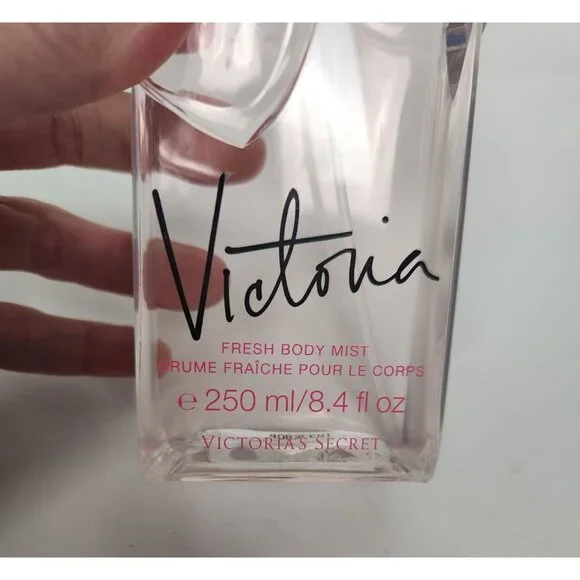 Victoria
FRESH BODY MIST
BRUME FRAÎCHE POUR LE CORPS
℮ 250 ml/8.4 fl oz
VICTORIA'S SECRET